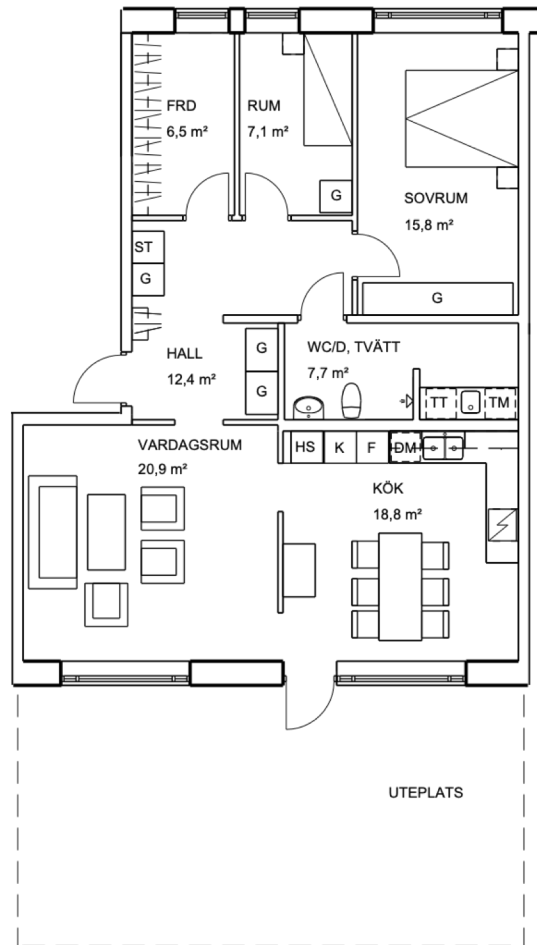 FRD
6,5 m²
RUM
7,1 m²
G
SOVRUM
15,8 m²
G
ST
G
HALL
12,4 m²
G
G
WC/D, TVÄTT
7,7 m²
TT
TM
VARDAGSRUM
20,9 m²
HS
K
F
DM
KÖK
18,8 m²
UTEPLATS